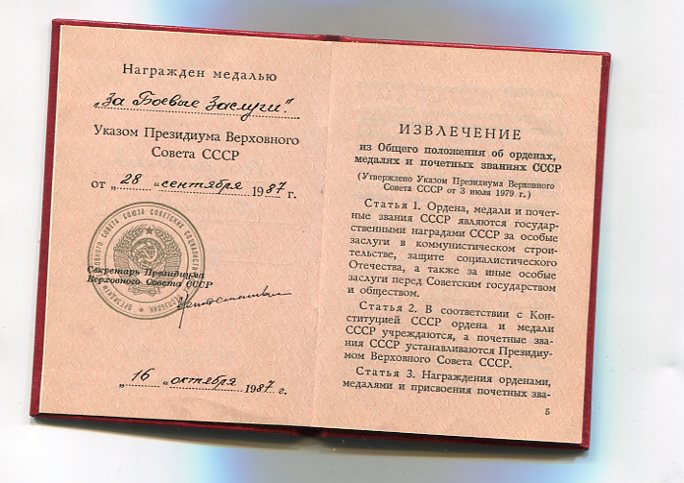 Награжден медалью
„За Боевые Заслуги".
Указом Президиума Верховного
Совета СССР
от „28" сентября 1987 г.
Секретарь Президиума
Верховного Совета СССР
„16" октября 1987 г.
ИЗВЛЕЧЕНИЕ
из Общего положения об орденах,
медалях и почетных званиях СССР
(Утверждено Указом Президиума Верховного
Совета СССР от 3 июля 1979 г.)
Статья 1. Ордена, медали и почет-
ные звания СССР являются государ-
ственными наградами СССР за особые
заслуги в коммунистическом строи-
тельстве, защите социалистического
Отечества, а также за иные особые
заслуги перед Советским государством
и обществом.
Статья 2. В соответствии с Кон-
ституцией СССР ордена и медали
СССР учреждаются, а почетные зва-
ния СССР устанавливаются Президиу-
мом Верховного Совета СССР.
Статья 3. Награждения орденами,
медалями и присвоения почетных зва-
5